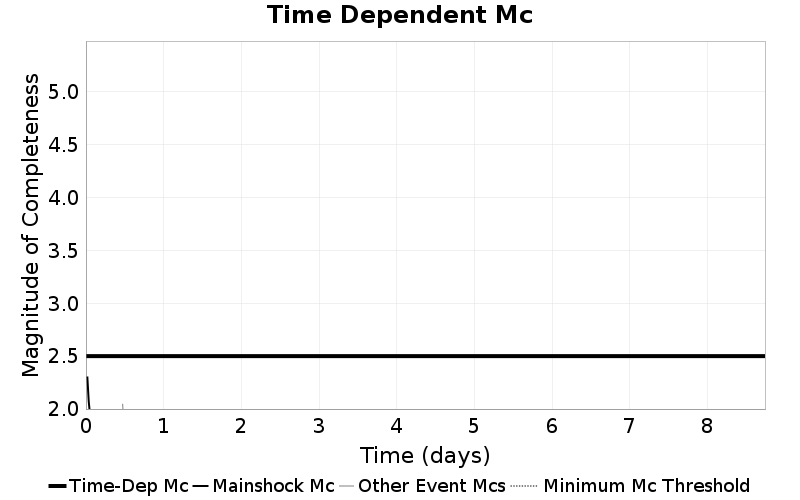 Time Dependent Mc
Magnitude of Completeness
5.0
4.5
4.0
3.5
3.0
2.5
2.0
0 1 2 3 4 5 6 7 8
Time (days)
Time-Dep Mc Mainshock Mc Other Event Mcs Minimum Mc Threshold